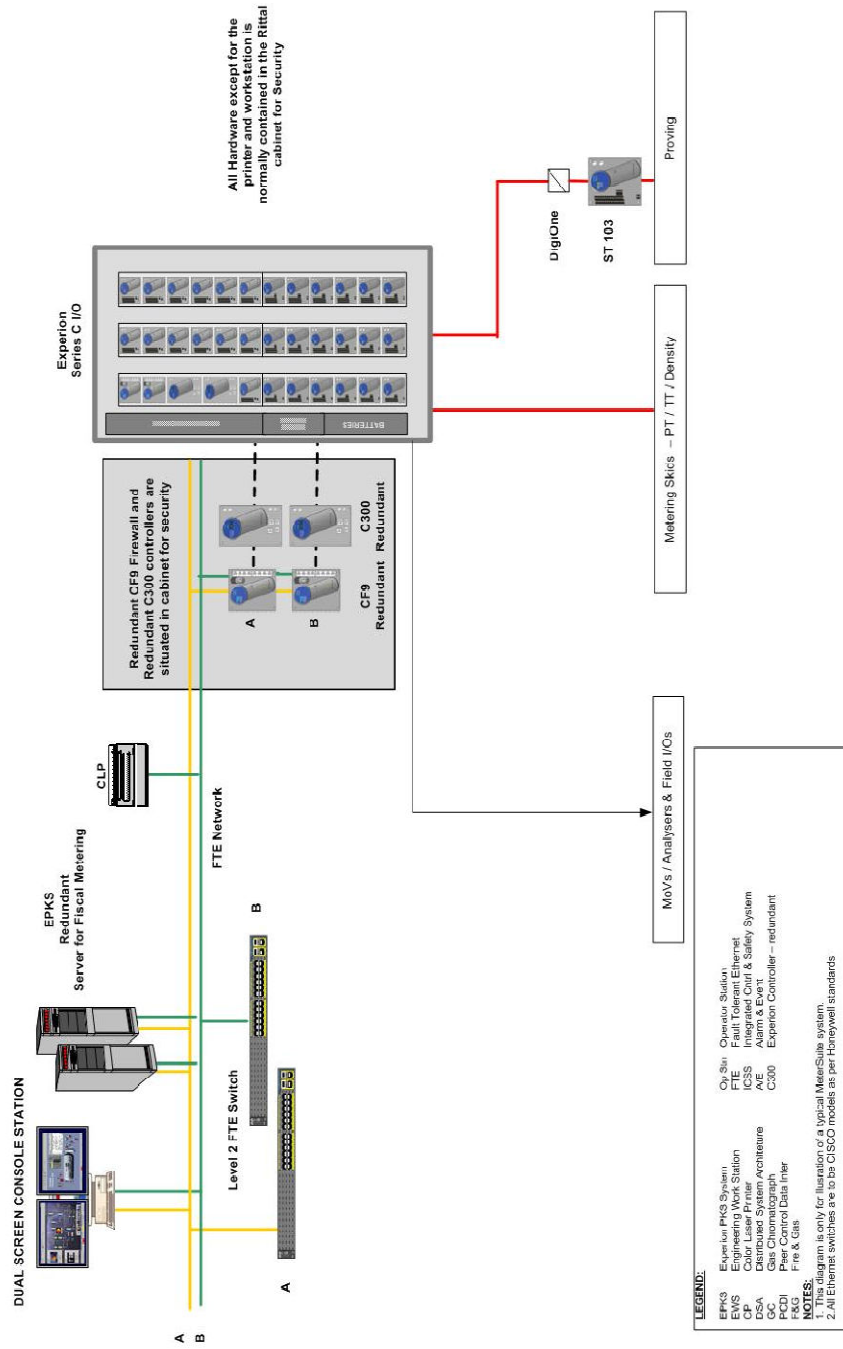 DUAL SCREEN CONSOLE STATION
EPKS
Redundant
Server for Fiscal Metering
CLP
Experion
Series C I/O
All Hardware except for the
printer and workstation is
normally contained in the Rittal
cabinet for Security
Redundant CF9 Firewall and
Redundant C300 controllers are
situated in cabinet for security
BATTERIES
A
B
A
B
CF9
Redundant
C300
Redundant
FTE Network
Level 2 FTE Switch
A
B
DigiOne
ST 103
MoV's / Analysers & Field I/Os
Metering Skics – PT / TT / Density
Proving
LEGEND:
EPKS Experion PKS System Op Stn Operator Station
EWS Engineering Work Station FTE Fault Tolerant Ethernet
CP Color Laser Printer ICSS Integrated Cntrl & Safety System
DSA Distributed System Architeture A/E Alarm & Event
GC Gas Chromatograph C300 Experion Controller – redundant
PCDI Peer Control Data Inter
F&G Fire & Gas
NOTES:
1. This diagram is only for llusration of a typical MeterSuite system.
2. All Ethernet switches are to be CISCO models as per Honeywell standards